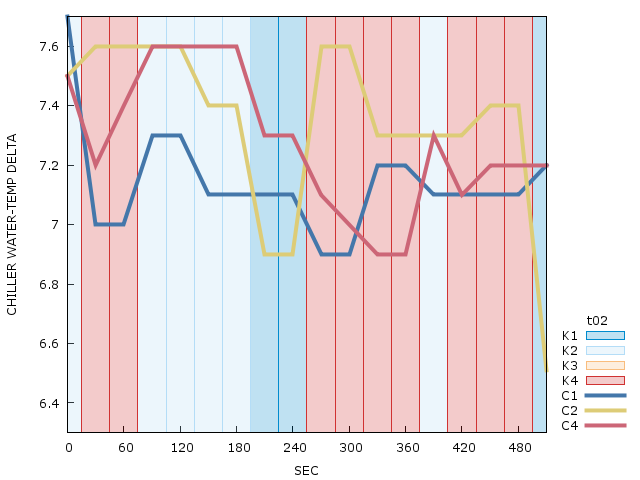 7.6
7.4
7.2
7
6.8
6.6
6.4
CHILLER WATER-TEMP DELTA
0 60 120 180 240 300 360 420 480
SEC
t02
K1
K2
K3
K4
C1
C2
C4